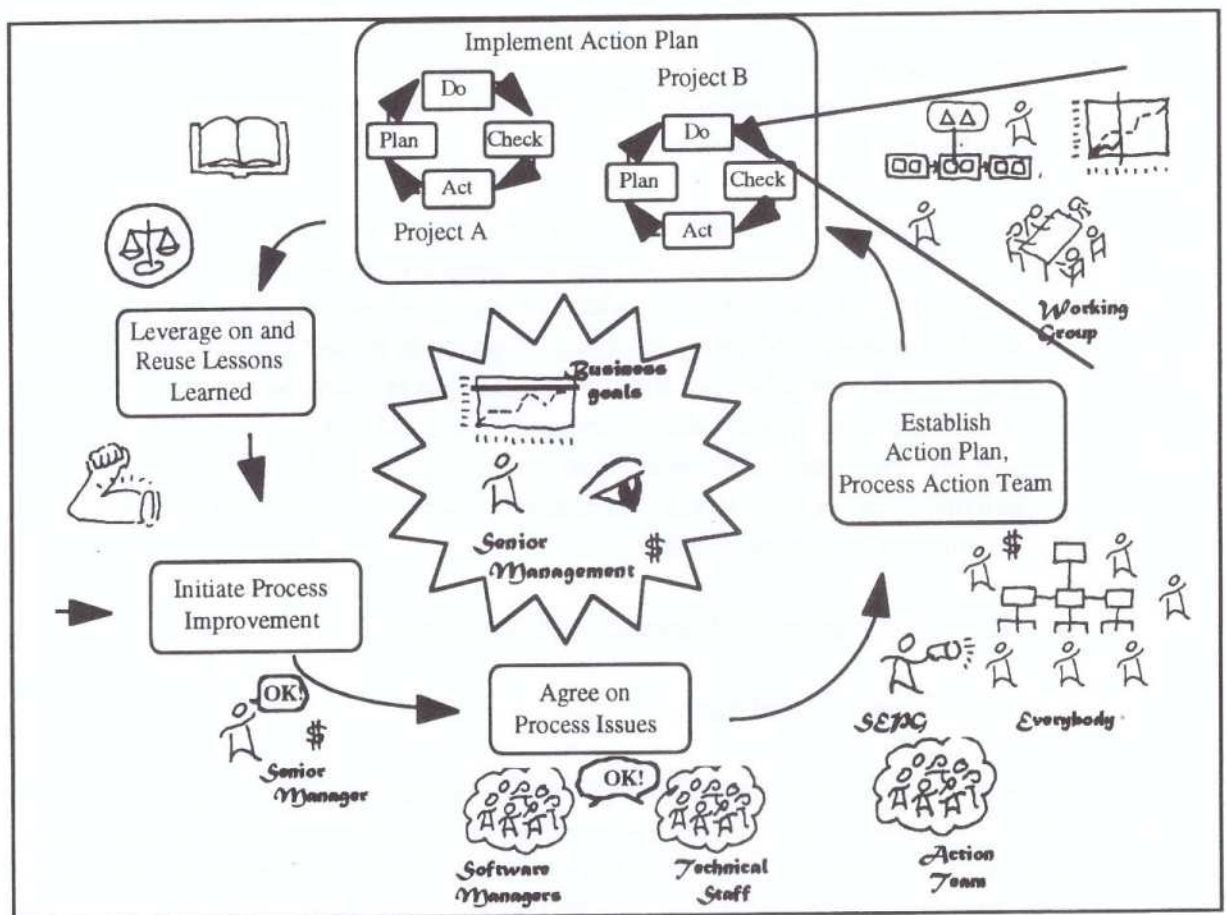 Implement Action Plan
Do
Plan
Check
Act
Project A
Project B
Do
Plan
Check
Act
Working
Group
Leverage on and
Reuse Lessons
Learned
Business
goals
Senior
Management
$
Establish
Action Plan,
Process Action Team
Initiate Process
Improvement
OK!
$
Senior
Manager
Agree on
Process Issues
OK!
Software
Managers
Technical
Staff
$
SEPG
Everybody
Action
Team